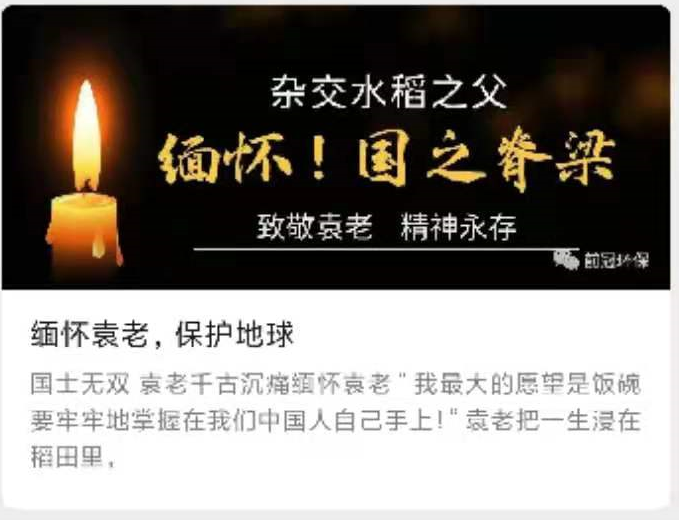 杂交水稻之父
缅怀！国之脊梁
致敬袁老 精神永存
前冠环保
缅怀袁老，保护地球
国士无双 袁老千古沉痛缅怀袁老“我最大的愿望是饭碗
要牢牢地掌握在我们中国人自己手上!“袁老把一生浸在
稻田里，